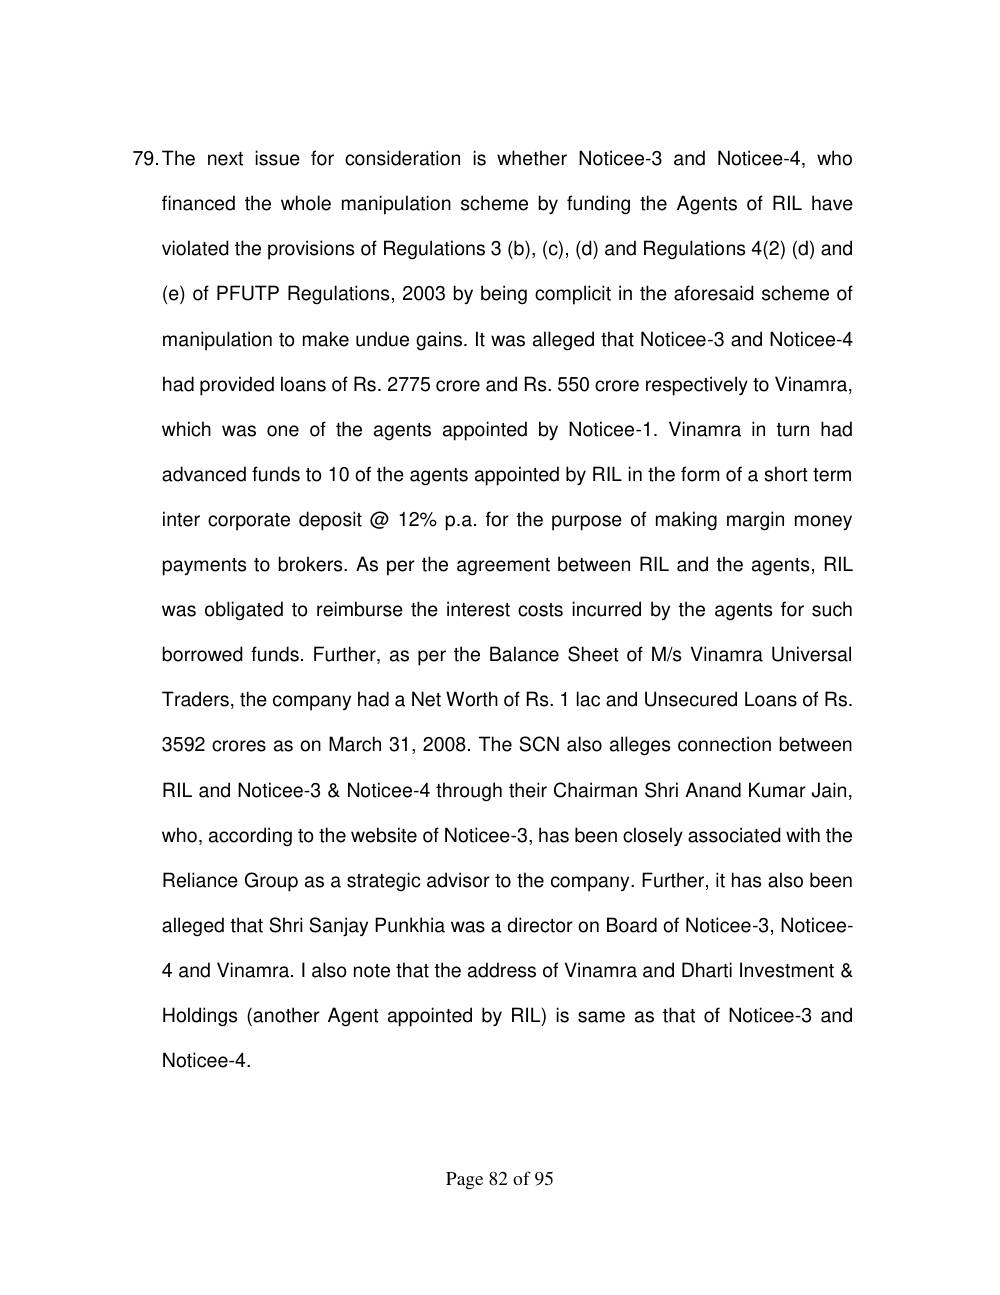 79. The next issue for consideration is whether Noticee-3 and Noticee-4, who
financed the whole manipulation scheme by funding the Agents of RIL have
violated the provisions of Regulations 3 (b), (c), (d) and Regulations 4(2) (d) and
(e) of PFUTP Regulations, 2003 by being complicit in the aforesaid scheme of
manipulation to make undue gains. It was alleged that Noticee-3 and Noticee-4
had provided loans of Rs. 2775 crore and Rs. 550 crore respectively to Vinamra,
which was one of the agents appointed by Noticee-1. Vinamra in turn had
advanced funds to 10 of the agents appointed by RIL in the form of a short term
inter corporate deposit @ 12% p.a. for the purpose of making margin money
payments to brokers. As per the agreement between RIL and the agents, RIL
was obligated to reimburse the interest costs incurred by the agents for such
borrowed funds. Further, as per the Balance Sheet of M/s Vinamra Universal
Traders, the company had a Net Worth of Rs. 1 lac and Unsecured Loans of Rs.
3592 crores as on March 31, 2008. The SCN also alleges connection between
RIL and Noticee-3 & Noticee-4 through their Chairman Shri Anand Kumar Jain,
who, according to the website of Noticee-3, has been closely associated with the
Reliance Group as a strategic advisor to the company. Further, it has also been
alleged that Shri Sanjay Punkhia was a director on Board of Noticee-3, Noticee-
4 and Vinamra. I also note that the address of Vinamra and Dharti Investment &
Holdings (another Agent appointed by RIL) is same as that of Noticee-3 and
Noticee-4.
Page 82 of 95